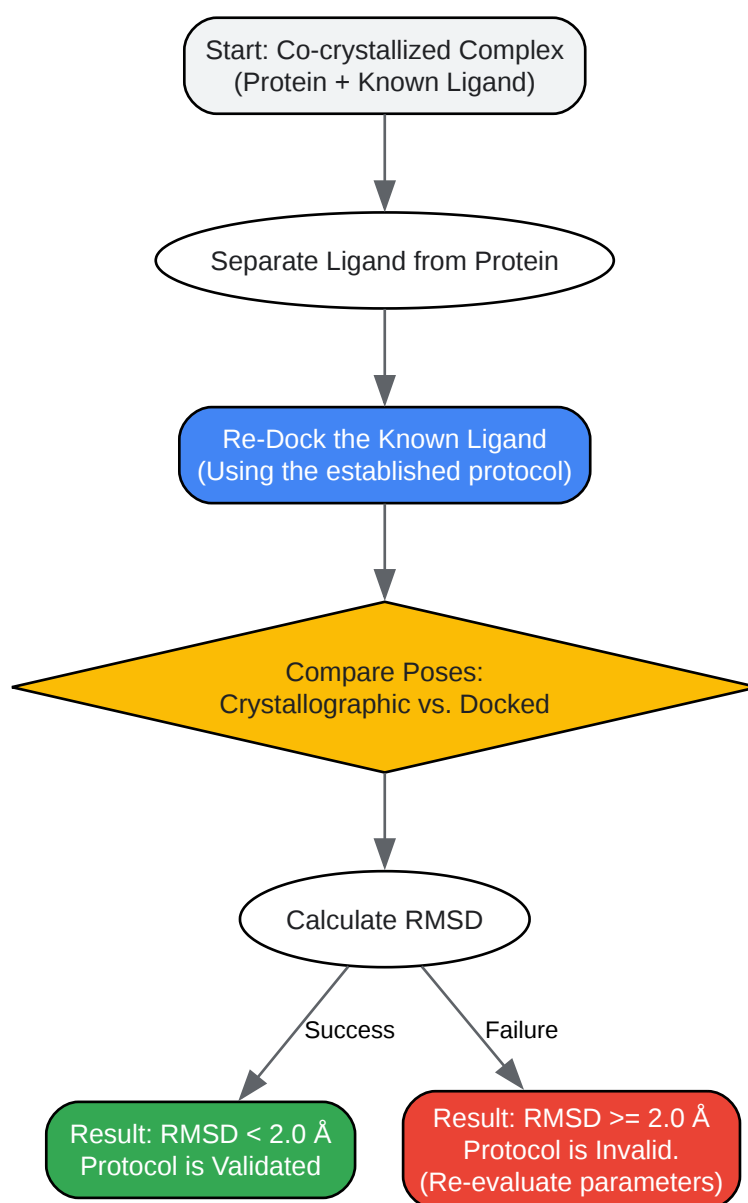 Start: Co-crystallized Complex
(Protein + Known Ligand)
Separate Ligand from Protein
Re-Dock the Known Ligand
(Using the established protocol)
Compare Poses:
Crystallographic vs. Docked
Calculate RMSD
Success
Failure
Result: RMSD < 2.0 Å
Protocol is Validated
Result: RMSD >= 2.0 Å
Protocol is Invalid.
(Re-evaluate parameters)